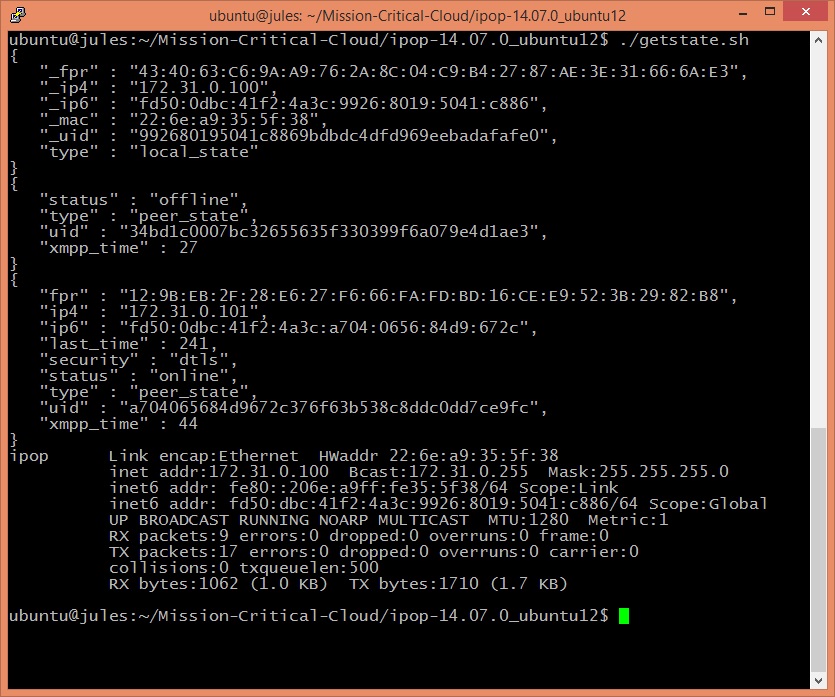 ubuntu@jules: ~/Mission-Critical-Cloud/ipop-14.07.0_ubuntu12
ubuntu@jules:~/Mission-Critical-Cloud/ipop-14.07.0_ubuntu12$ ./getstate.sh
{
   "_fpr" : "43:40:63:C6:9A:A9:76:2A:8C:04:C9:B4:27:87:AE:3E:31:66:6A:E3",
   "_ip4" : "172.31.0.100",
   "_ip6" : "fd50:0dbc:41f2:4a3c:9926:8019:5041:c886",
   "_mac" : "22:6e:a9:35:5f:38",
   "_uid" : "992680195041c8869bdbdc4dfd969eebadafafe0",
   "type" : "local_state"
}
{
   "status" : "offline",
   "type" : "peer_state",
   "uid" : "34bd1c0007bc32655635f330399f6a079e4d1ae3",
   "xmpp_time" : 27
}
{
   "fpr" : "12:9B:EB:2F:28:E6:27:F6:66:FA:FD:BD:16:CE:E9:52:3B:29:82:B8",
   "ip4" : "172.31.0.101",
   "ip6" : "fd50:0dbc:41f2:4a3c:a704:0656:84d9:672c",
   "last_time" : 241,
   "security" : "dtls",
   "status" : "online",
   "type" : "peer_state",
   "uid" : "a704065684d9672c376f63b538c8ddc0dd7ce9fc",
   "xmpp_time" : 44
}
ipop      Link encap:Ethernet  HWaddr 22:6e:a9:35:5f:38
          inet addr:172.31.0.100  Bcast:172.31.0.255  Mask:255.255.255.0
          inet6 addr: fe80::206e:a9ff:fe35:5f38/64 Scope:Link
          inet6 addr: fd50:dbc:41f2:4a3c:9926:8019:5041:c886/64 Scope:Global
          UP BROADCAST RUNNING NOARP MULTICAST  MTU:1280  Metric:1
          RX packets:9 errors:0 dropped:0 overruns:0 frame:0
          TX packets:17 errors:0 dropped:0 overruns:0 carrier:0
          collisions:0 txqueuelen:500
          RX bytes:1062 (1.0 KB)  TX bytes:1710 (1.7 KB)
ubuntu@jules:~/Mission-Critical-Cloud/ipop-14.07.0_ubuntu12$